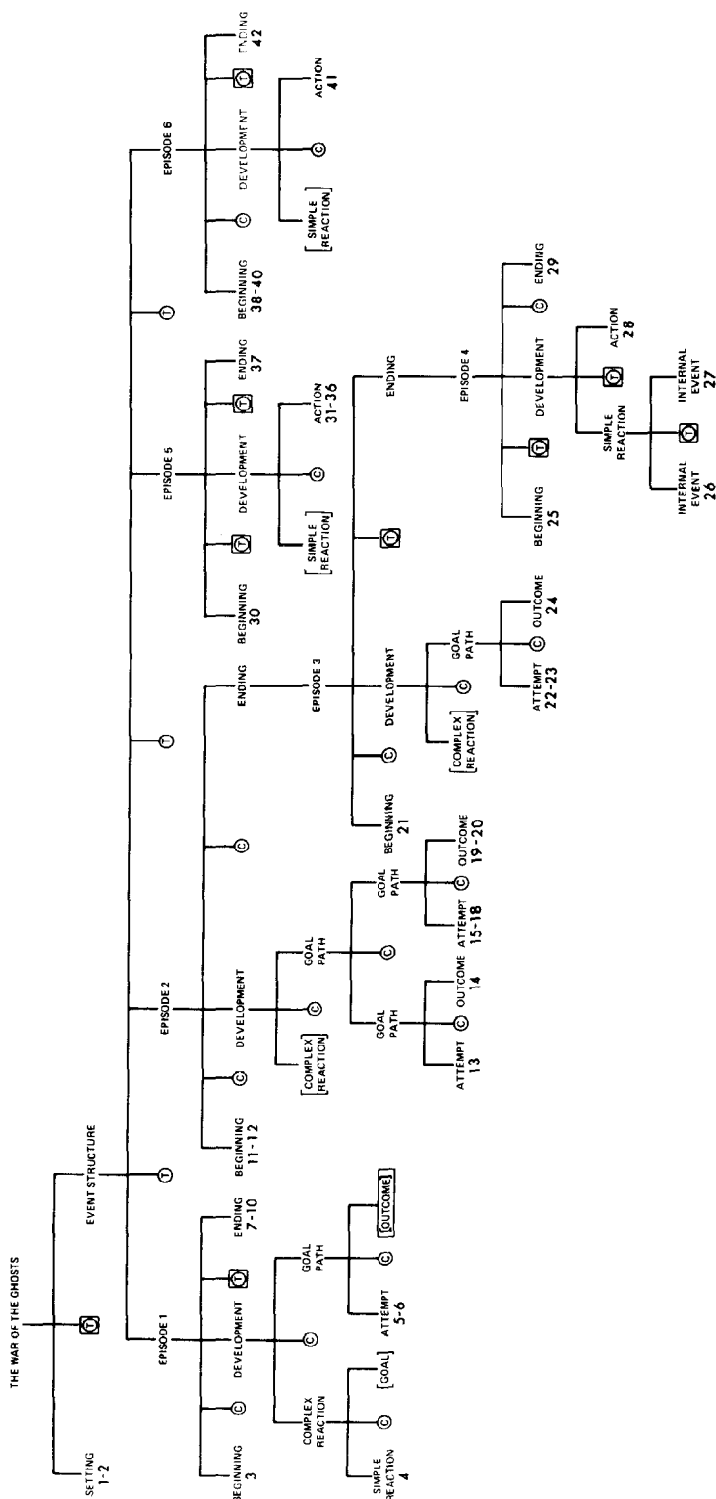 THE WAR OF THE GHOSTS
SETTING
1-2
T
EVENT STRUCTURE
EPISODE 1
T
EPISODE 2
T
EPISODE 5
T
EPISODE 6
BEGINNING
3
C
DEVELOPMENT
T
ENDING
7-10
COMPLEX
REACTION
C
GOAL
PATH
SIMPLE
REACTION
4
C
[GOAL]
ATTEMPT
5-6
C
[OUTCOME]
BEGINNING
11-12
C
DEVELOPMENT
C
ENDING
[COMPLEX
REACTION]
C
GOAL
PATH
GOAL
PATH
C
GOAL
PATH
ATTEMPT
13
C
OUTCOME
14
ATTEMPT
15-18
C
OUTCOME
19-20
EPISODE 3
BEGINNING
21
C
DEVELOPMENT
T
ENDING
[COMPLEX
REACTION]
C
GOAL
PATH
ATTEMPT
22-23
C
OUTCOME
24
EPISODE 4
BEGINNING
25
T
DEVELOPMENT
C
ENDING
29
SIMPLE
REACTION
T
ACTION
28
INTERNAL
EVENT
26
T
INTERNAL
EVENT
27
BEGINNING
30
T
DEVELOPMENT
T
ENDING
37
[SIMPLE
REACTION]
C
ACTION
31-36
BEGINNING
38-40
C
DEVELOPMENT
T
ENDING
42
[SIMPLE
REACTION]
C
ACTION
41